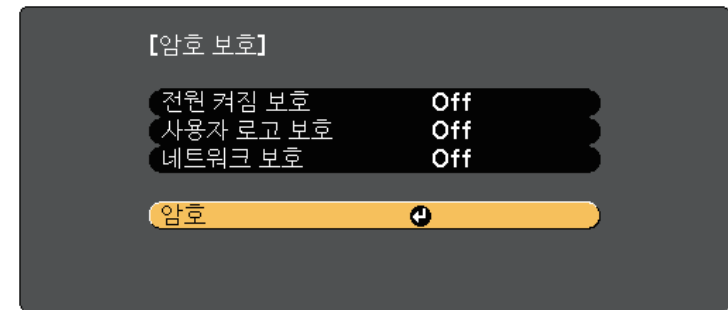 [암호 보호]
전원 켜짐 보호 Off
사용자 로고 보호 Off
네트워크 보호 Off
암호